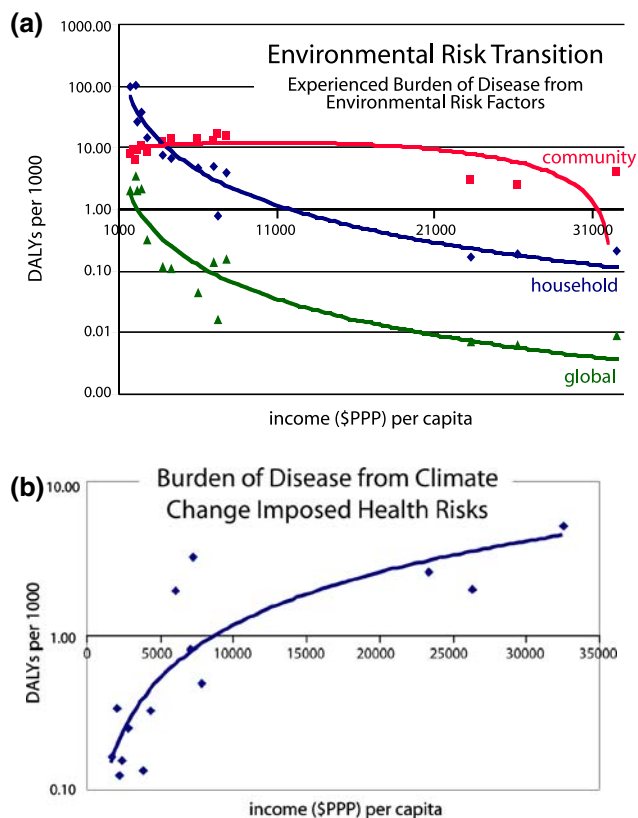 (a)
1000.00
100.00
10.00
1.00
0.10
0.01
0.00
DALYs per 1000
Environmental Risk Transition
Experienced Burden of Disease from
Environmental Risk Factors
community
1000
11000
21000
31000
household
global
income ($PPP) per capita
(b)
Burden of Disease from Climate
Change Imposed Health Risks
10.00
1.00
0.10
DALYs per 1000
0
5000
10000
15000
20000
25000
30000
35000
income ($PPP) per capita